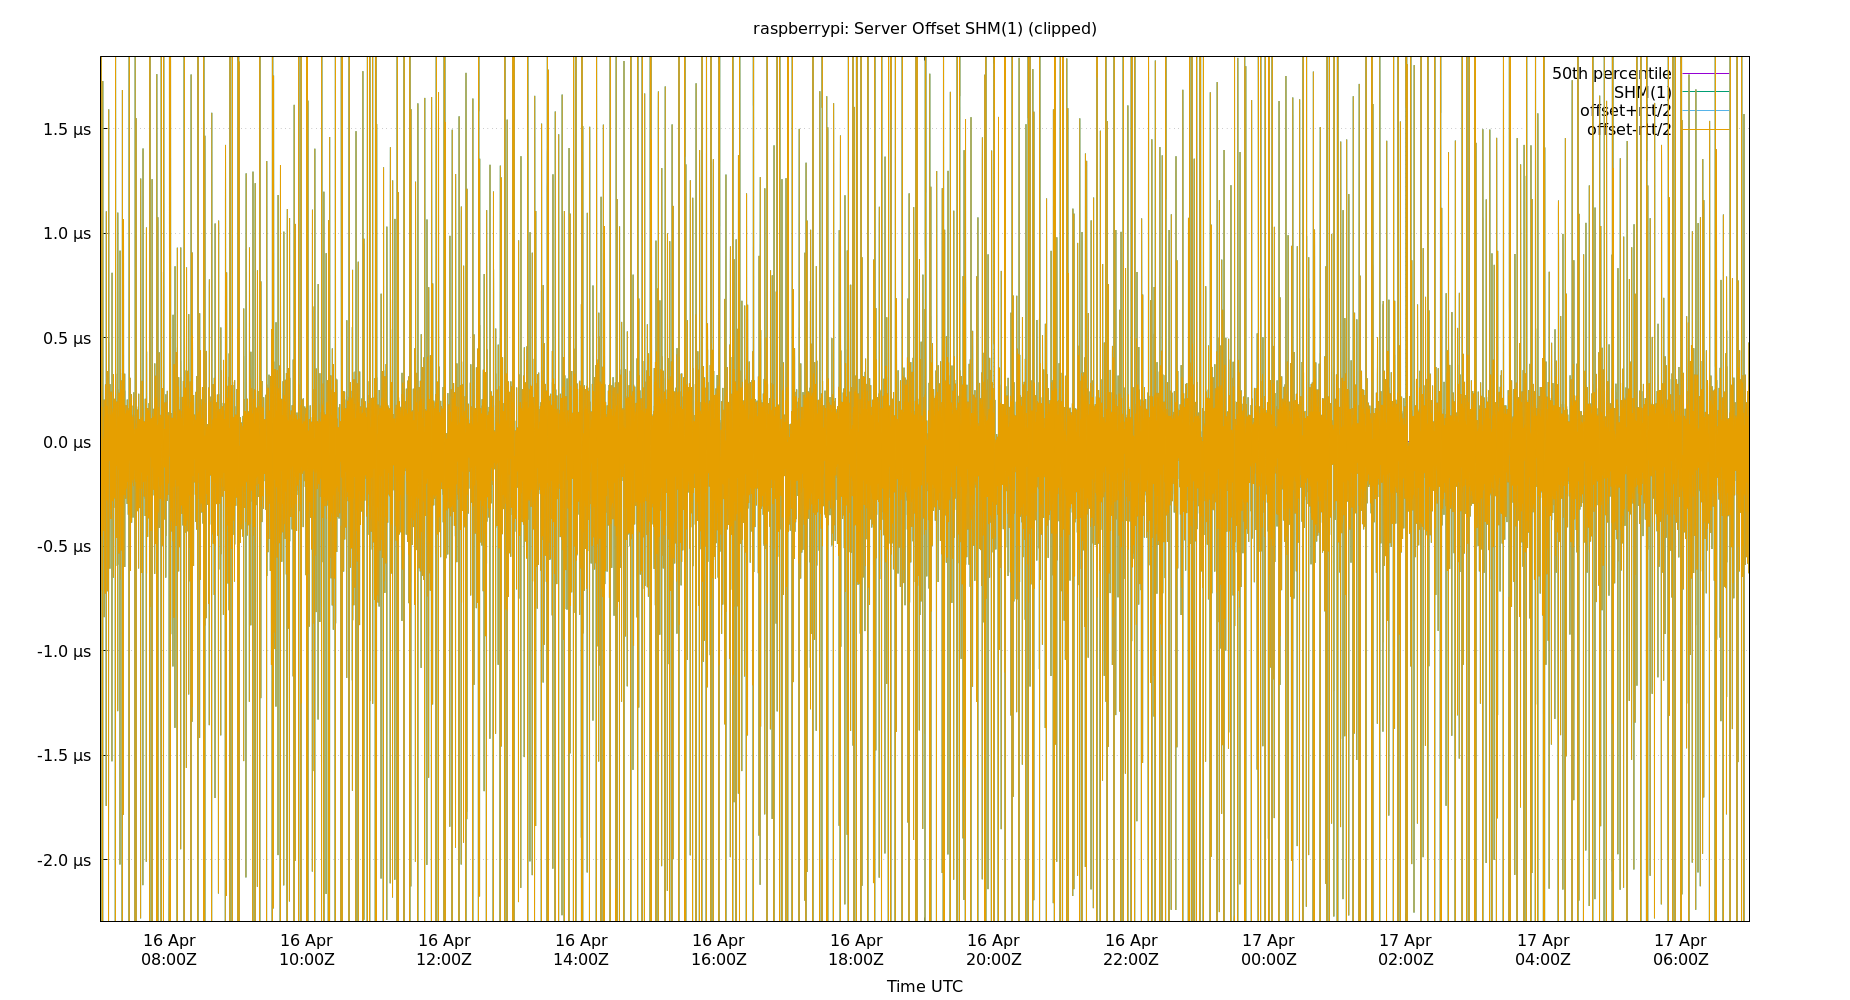 raspberrypi: Server Offset SHM(1) (clipped)
50th percentile
SHM(1)
offset+rtt/2
offset-rtt/2
1.5 µs
1.0 µs
0.5 µs
0.0 µs
-0.5 µs
-1.0 µs
-1.5 µs
-2.0 µs
16 Apr 16 Apr 16 Apr 16 Apr 16 Apr 16 Apr 16 Apr 16 Apr 17 Apr 17 Apr 17 Apr 17 Apr
08:00Z 10:00Z 12:00Z 14:00Z 16:00Z 18:00Z 20:00Z 22:00Z 00:00Z 02:00Z 04:00Z 06:00Z
Time UTC